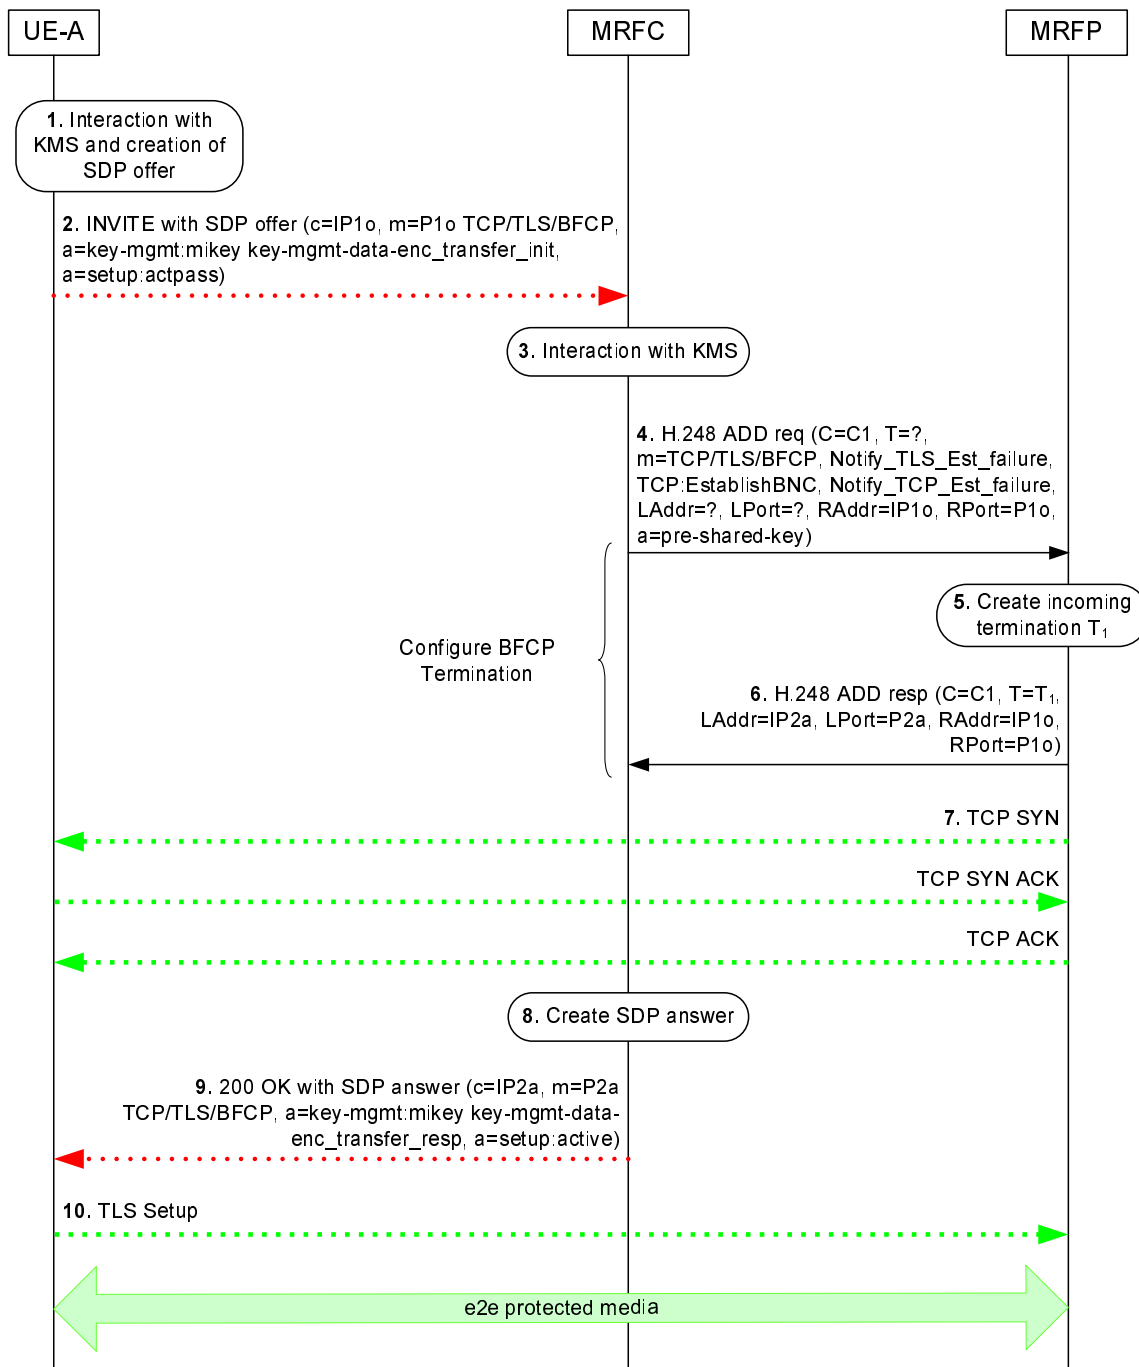 UE-A
MRFC
MRFP
1. Interaction with
KMS and creation of
SDP offer
2. INVITE with SDP offer (c=IP1o, m=P1o TCP/TLS/BFCP,
a=key-mgmt:mikey key-mgmt-data-enc_transfer_init,
a=setup:actpass)
3. Interaction with KMS
4. H.248 ADD req (C=C1, T=?,
m=TCP/TLS/BFCP, Notify_TLS_Est_failure,
TCP:EstablishBNC, Notify_TCP_Est_failure,
LAddr=?, LPort=?, RAddr=IP1o, RPort=P1o,
a=pre-shared-key)
5. Create incoming
termination T₁
Configure BFCP
Termination
6. H.248 ADD resp (C=C1, T=T₁,
LAddr=IP2a, LPort=P2a, RAddr=IP1o,
RPort=P1o)
7. TCP SYN
TCP SYN ACK
TCP ACK
8. Create SDP answer
9. 200 OK with SDP answer (c=IP2a, m=P2a
TCP/TLS/BFCP, a=key-mgmt:mikey key-mgmt-data-
enc_transfer_resp, a=setup:active)
10. TLS Setup
e2e protected media